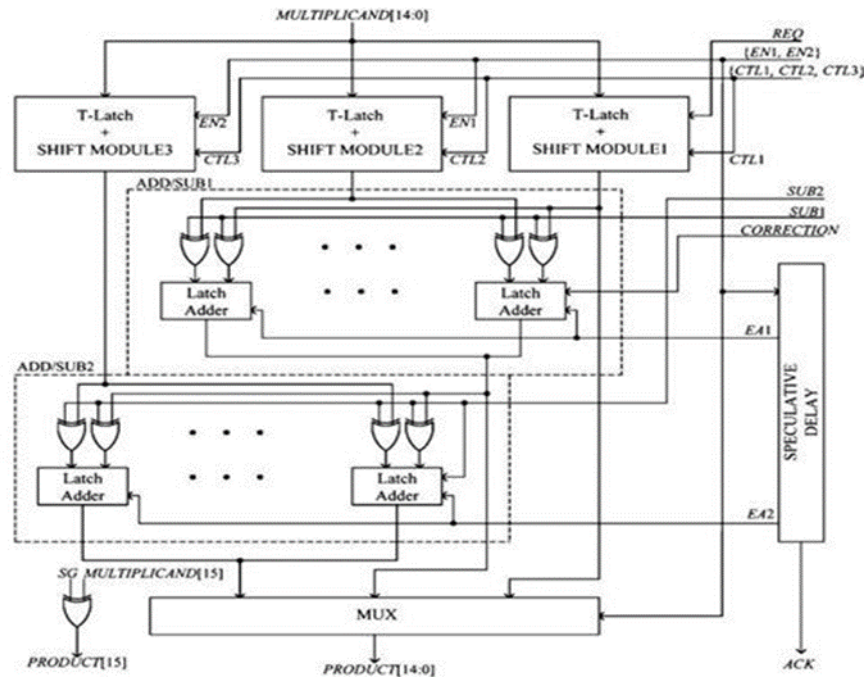 MULTIPLICAND[14:0]
REQ
{EN1, EN2}
{CTL1, CTL2, CTL3}
T-Latch
+
SHIFT MODULE3
EN2
CTL3
T-Latch
+
SHIFT MODULE2
EN1
CTL2
T-Latch
+
SHIFT MODULE1
CTL1
ADD/SUB1
SUB2
SUB1
CORRECTION
Latch
Adder
Latch
Adder
EA1
ADD/SUB2
SPECULATIVE
DELAY
Latch
Adder
Latch
Adder
EA2
SG MULTIPLICAND[15]
MUX
PRODUCT[15]
PRODUCT[14:0]
ACK